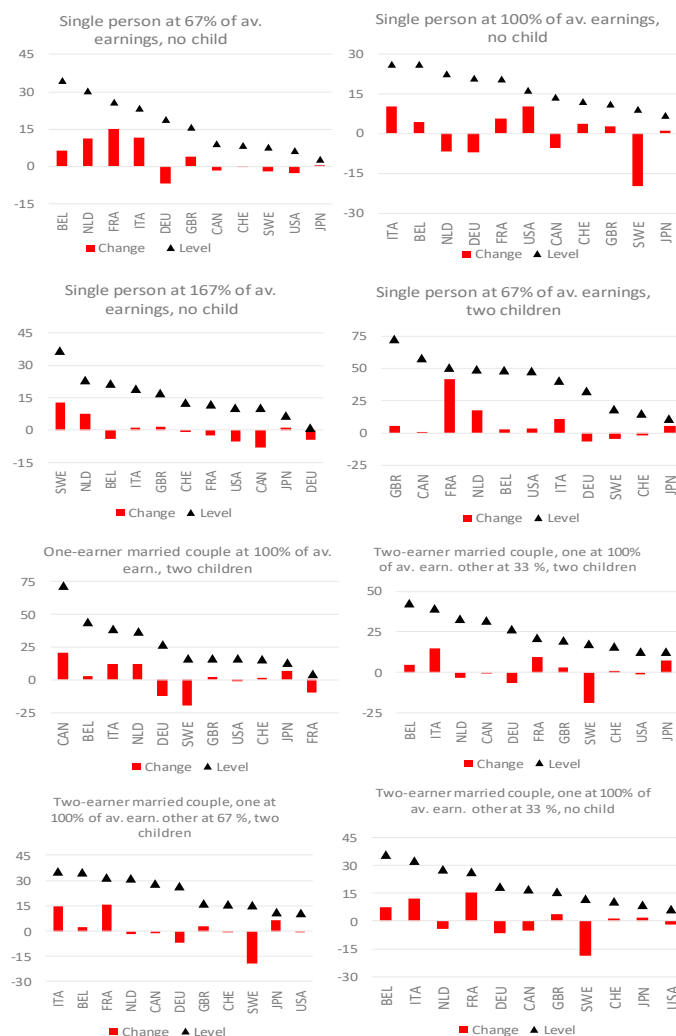 Single person at 67% of av.
earnings, no child
45
30
15
0
-15
BEL
NLD
FRA
ITA
DEU
GBR
CAN
CHE
SWE
USA
JPN
Change
Level
Single person at 100% of av. earnings,
no child
30
15
0
-15
-30
ITA
BEL
NLD
DEU
FRA
USA
CAN
CHE
GBR
SWE
JPN
Change
Level
Single person at 167% of av.
earnings, no child
45
30
15
0
-15
SWE
NLD
BEL
ITA
GBR
CHE
FRA
USA
CAN
JPN
DEU
Change
Level
Single person at 67% of av. earnings,
two children
75
50
25
0
-25
GBR
CAN
FRA
NLD
BEL
USA
ITA
DEU
SWE
CHE
JPN
Change
Level
One-earner married couple at 100% of av.
earn., two children
75
50
25
0
-25
CAN
BEL
ITA
NLD
DEU
SWE
GBR
USA
CHE
JPN
FRA
Change
Level
Two-earner married couple, one at 100%
of av. earn. other at 33 %, two children
50
25
0
-25
BEL
ITA
NLD
CAN
DEU
FRA
GBR
SWE
CHE
USA
JPN
Change
Level
Two-earner married couple, one at
100% of av. earn. other at 67 %, two
children
45
30
15
0
-15
-30
ITA
BEL
FRA
NLD
CAN
DEU
GBR
CHE
SWE
JPN
USA
Change
Level
Two-earner married couple, one at 100% of
av. earn. other at 33 %, no child
45
30
15
0
-15
-30
BEL
ITA
NLD
FRA
DEU
CAN
GBR
SWE
CHE
JPN
USA
Change
Level